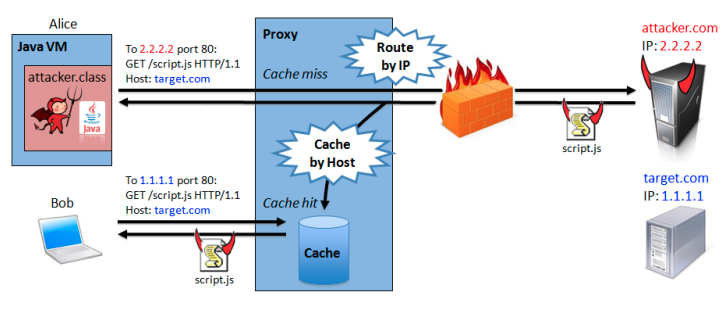 Alice
Java VM
attacker.class
Java
To 2.2.2.2 port 80:
GET /script.js HTTP/1.1
Host: target.com
Proxy
Cache miss
Route
by IP
attacker.com
IP: 2.2.2.2
script.js
Cache
by Host
target.com
IP: 1.1.1.1
Bob
To 1.1.1.1 port 80:
GET /script.js HTTP/1.1
Host: target.com
Cache hit
Cache
script.js